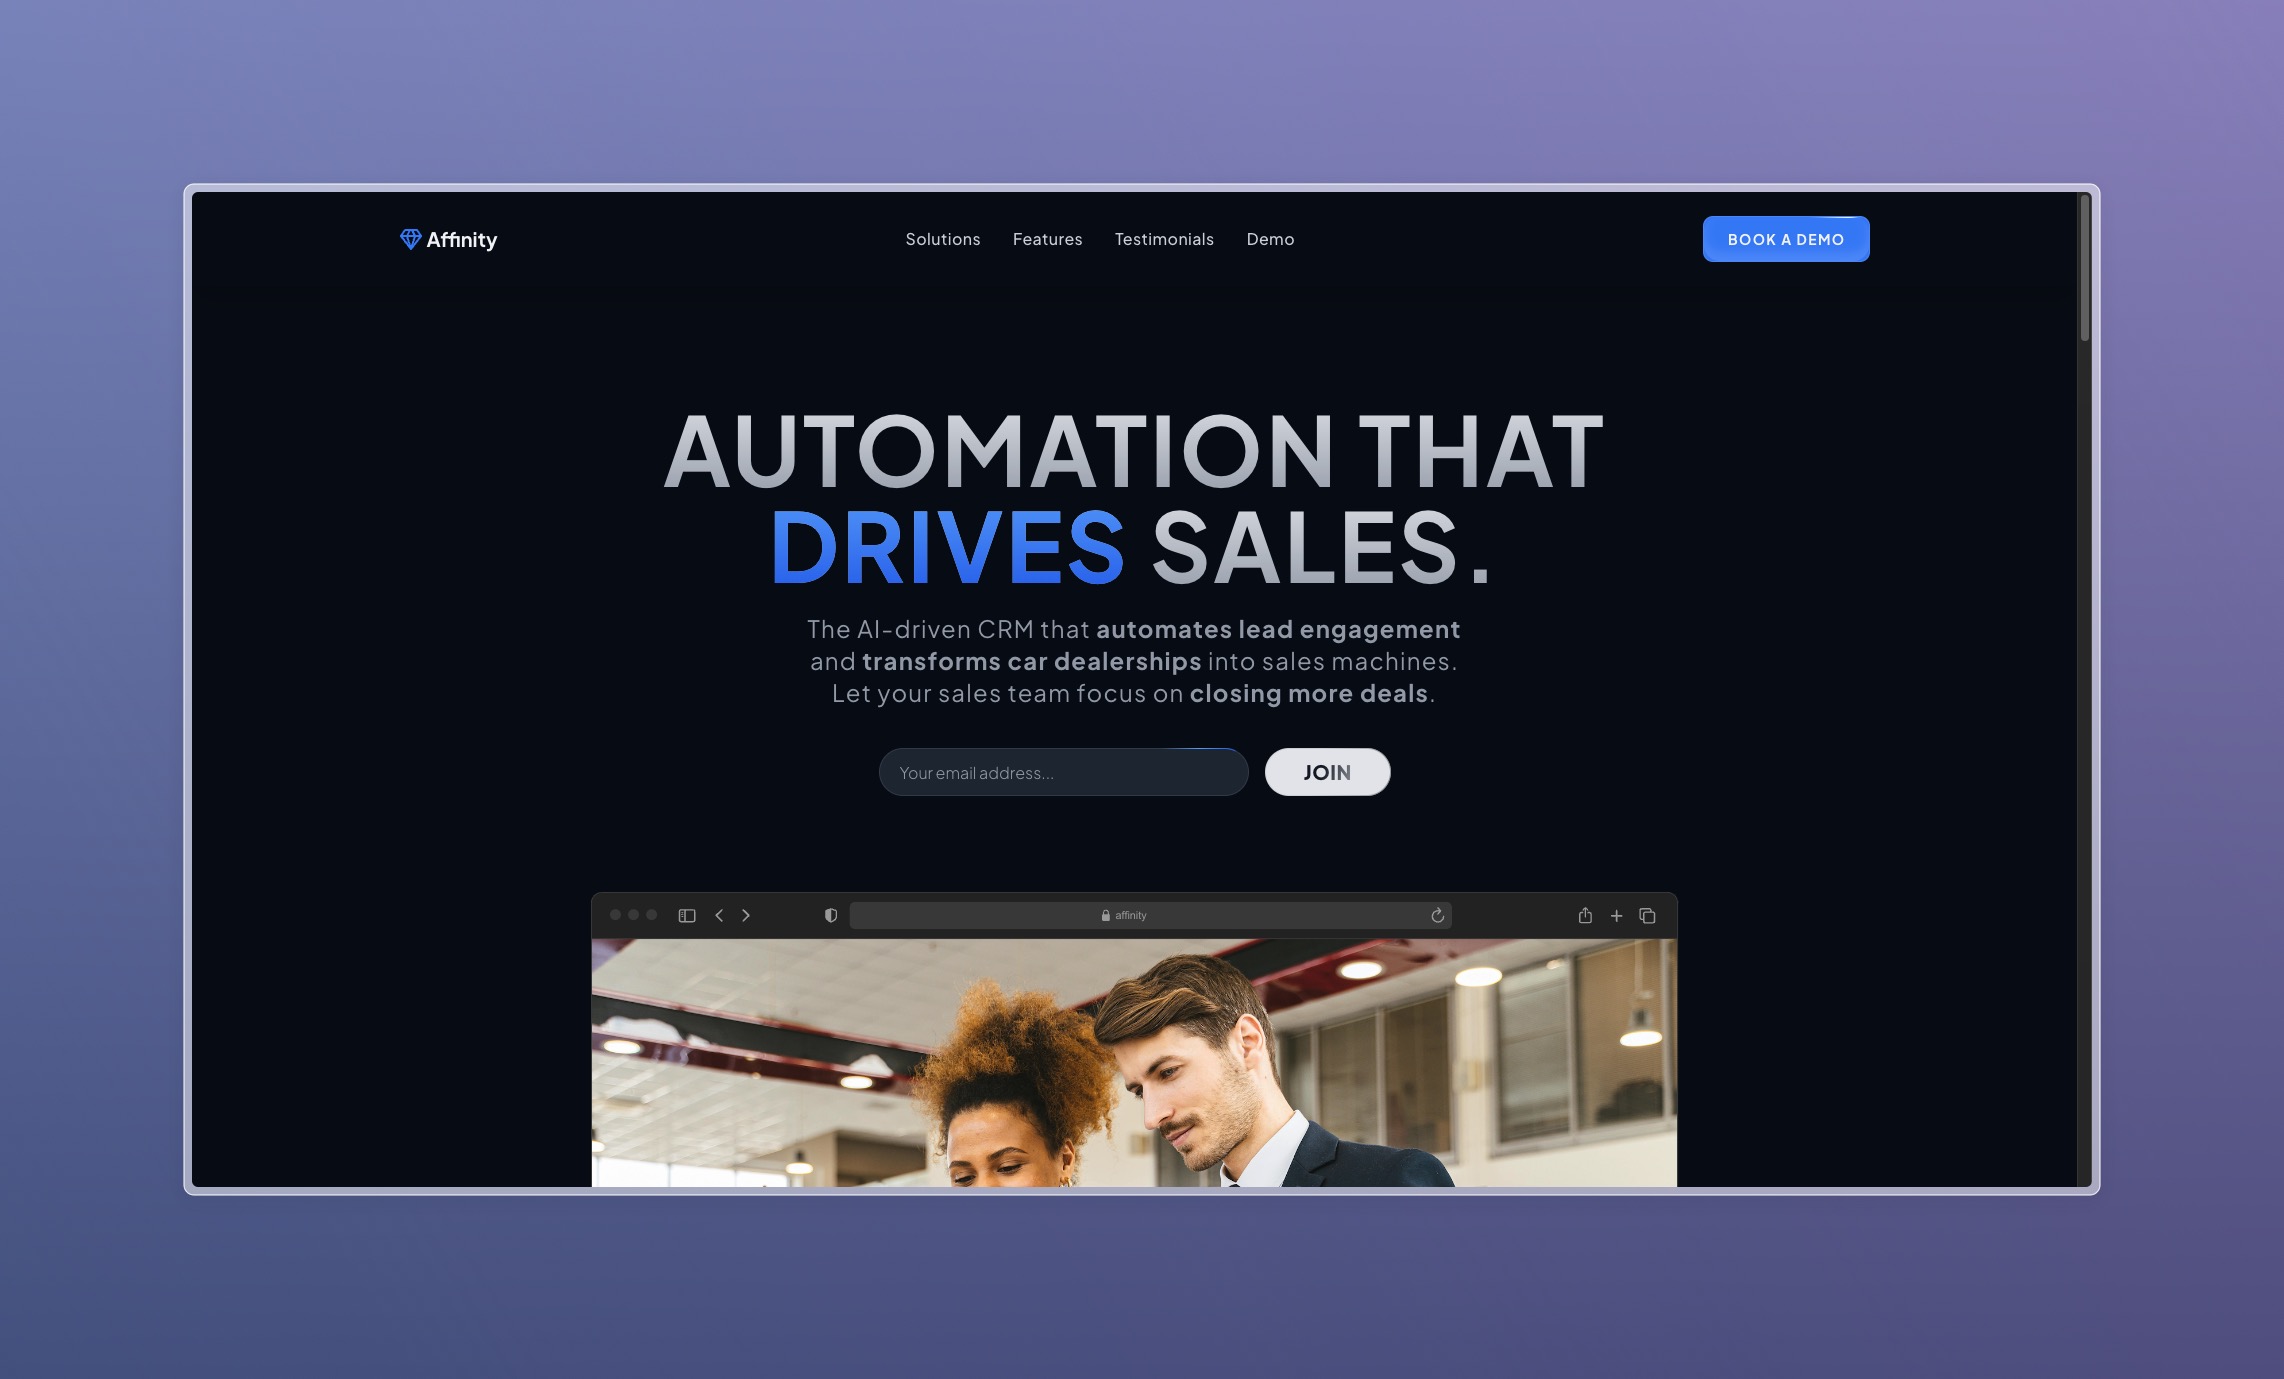 Affinity
Solutions Features Testimonials Demo
BOOK A DEMO
AUTOMATION THAT
DRIVES SALES.
The AI-driven CRM that automates lead engagement
and transforms car dealerships into sales machines.
Let your sales team focus on closing more deals.
Your email address...
JOIN
affinity